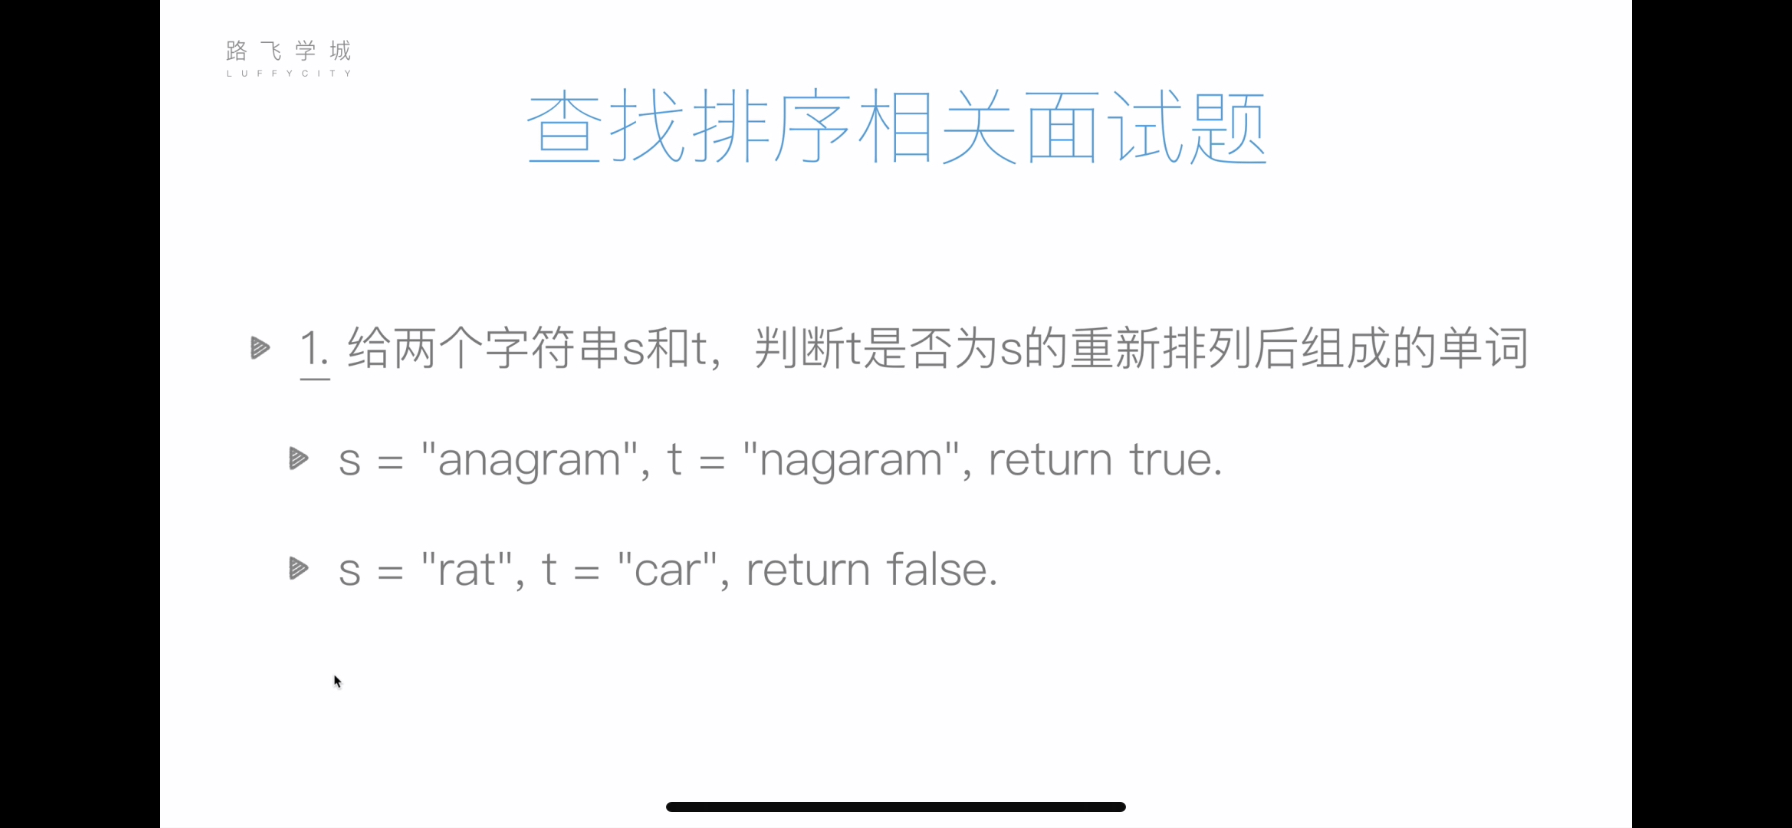 路飞学城
LUFFYCITY
查找排序相关面试题
1. 给两个字符串s和t，判断t是否为s的重新排列后组成的单词
s = "anagram", t = "nagaram", return true.
s = "rat", t = "car", return false.